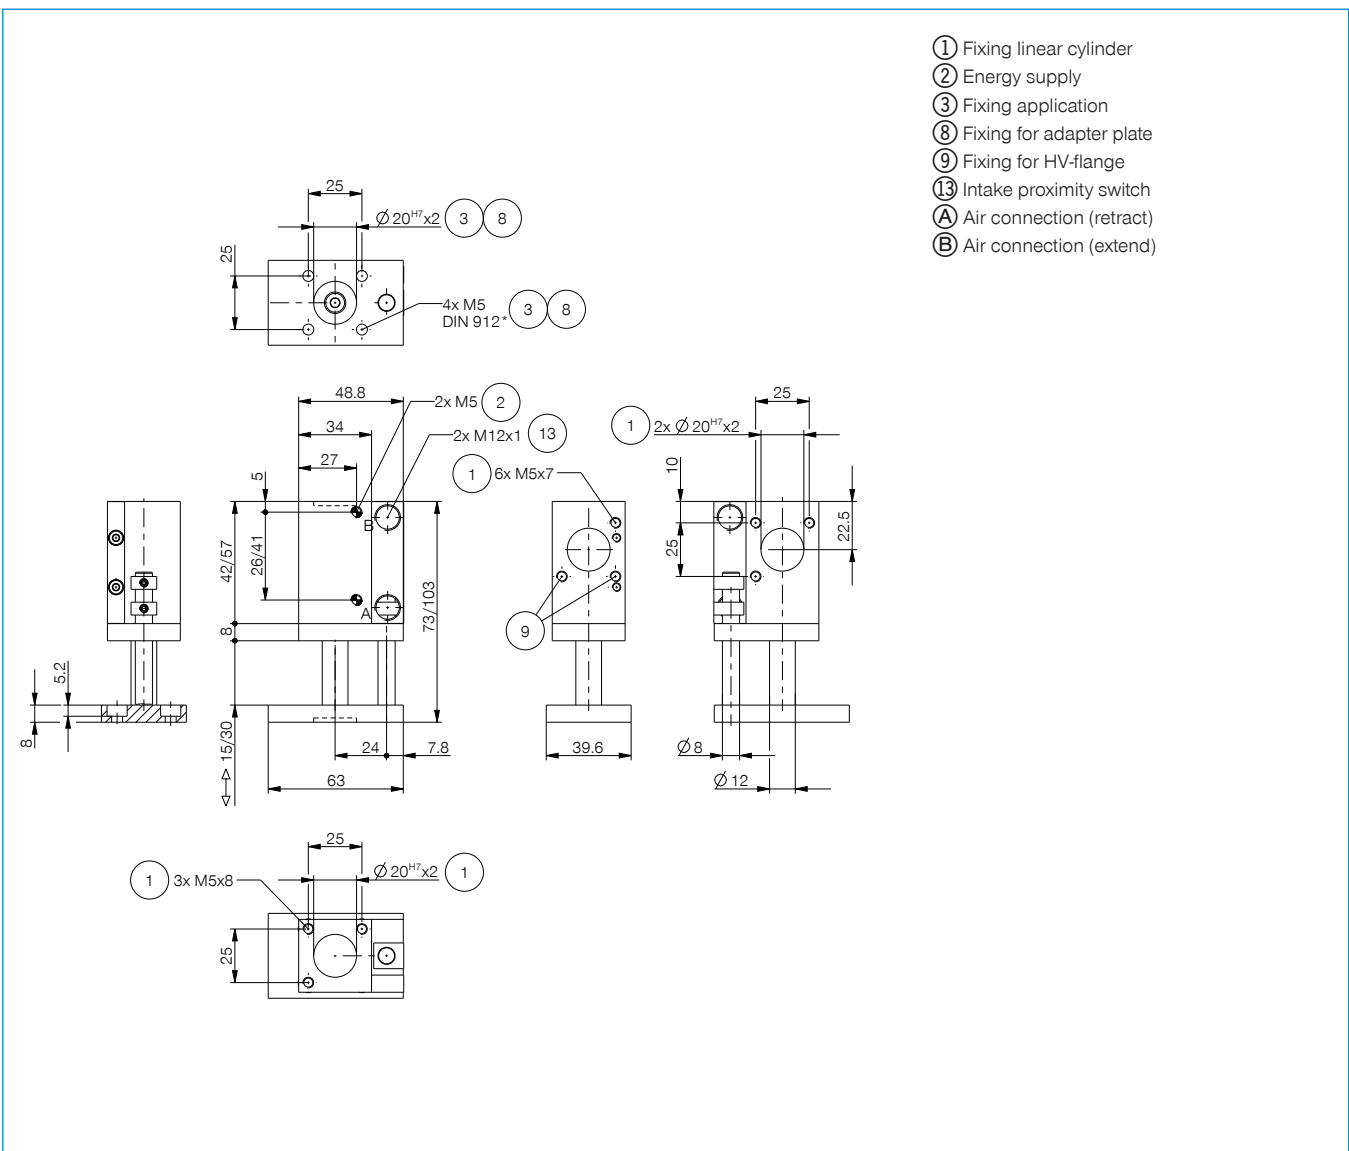 ① Fixing linear cylinder
② Energy supply
③ Fixing application
⑧ Fixing for adapter plate
⑨ Fixing for HV-flange
⑬ Intake proximity switch
Ⓐ Air connection (retract)
Ⓑ Air connection (extend)
25
Ø 20H7x2 3 8
25
4x M5
DIN 912* 3 8
48.8
2x M5 2
34
2x M12x1 13
27
1 6x M5x7
5
B
42/57
26/41
A
73/103
8
5.2
8
15/30
24
7.8
63
9
39.6
25
1 2x Ø 20H7x2
10
22.5
25
Ø 8
Ø 12
25
Ø 20H7x2 1
1 3x M5x8
25